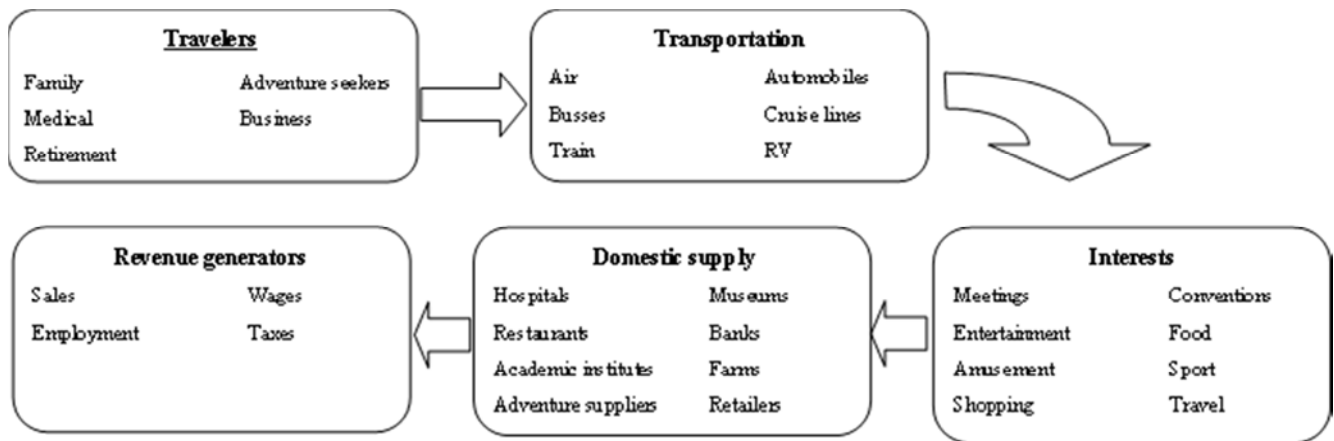 Travelers
Family Adventure seekers
Medical Business
Retirement
Transportation
Air Automobiles
Busses Cruise lines
Train RV
Revenue generators
Sales Wages
Employment Taxes
Domestic supply
Hospitals Museums
Restaurants Banks
Academic institutes Farms
Adventure suppliers Retailers
Interests
Meetings Conventions
Entertainment Food
Amusement Sport
Shopping Travel